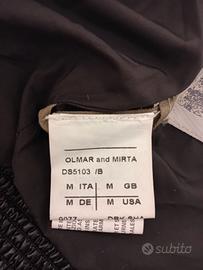 OLMAR and MIRTA
DS5103 /B
M ITA M GB
M DE M USA
subito